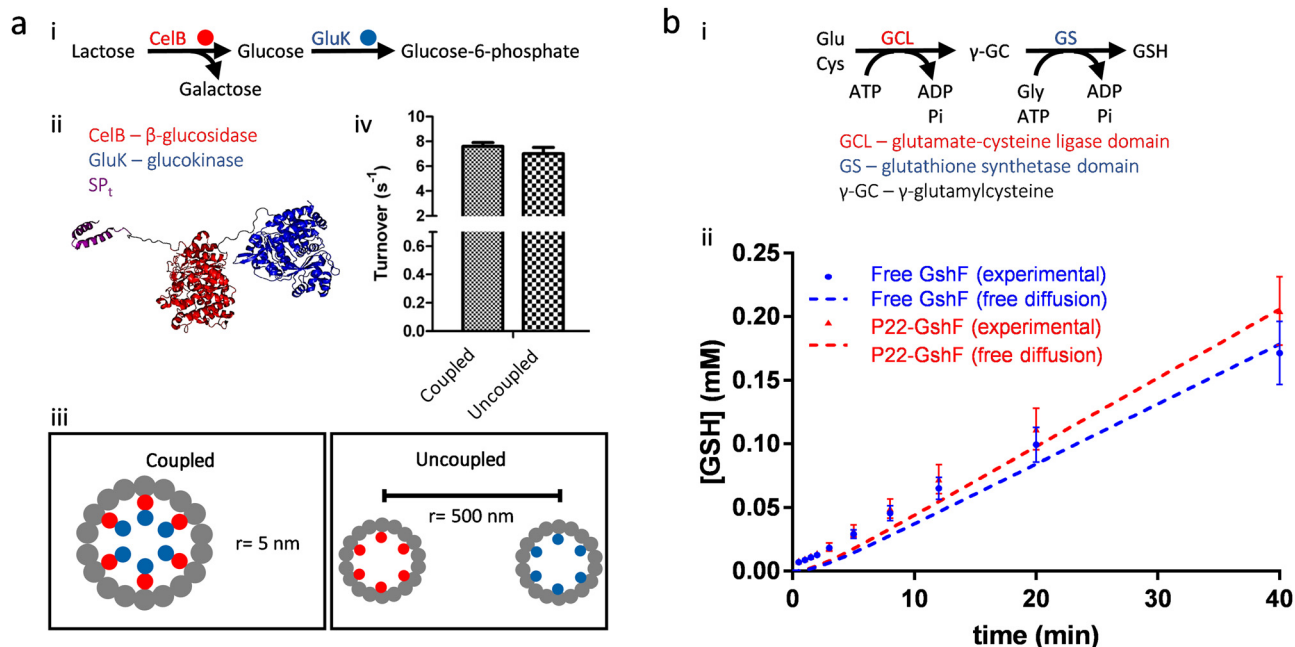 a
i
Lactose CelB Glucose GluK Glucose-6-phosphate
Galactose
ii
CelB – β-glucosidase
GluK – glucokinase
SPt
iv
Turnover (s⁻¹)
10
8
6
4
2
0.6
0.4
0.2
0.0
Coupled
Uncoupled
iii
Coupled
r= 5 nm
Uncoupled
r= 500 nm
b
i
Glu
Cys GCL γ-GC GS GSH
ATP ADP Gly ADP
Pi ATP Pi
GCL – glutamate-cysteine ligase domain
GS – glutathione synthetase domain
γ-GC – γ-glutamylcysteine
ii
Free GshF (experimental)
Free GshF (free diffusion)
P22-GshF (experimental)
P22-GshF (free diffusion)
[GSH] (mM)
0.25
0.20
0.15
0.10
0.05
0.00
0 10 20 30 40
time (min)